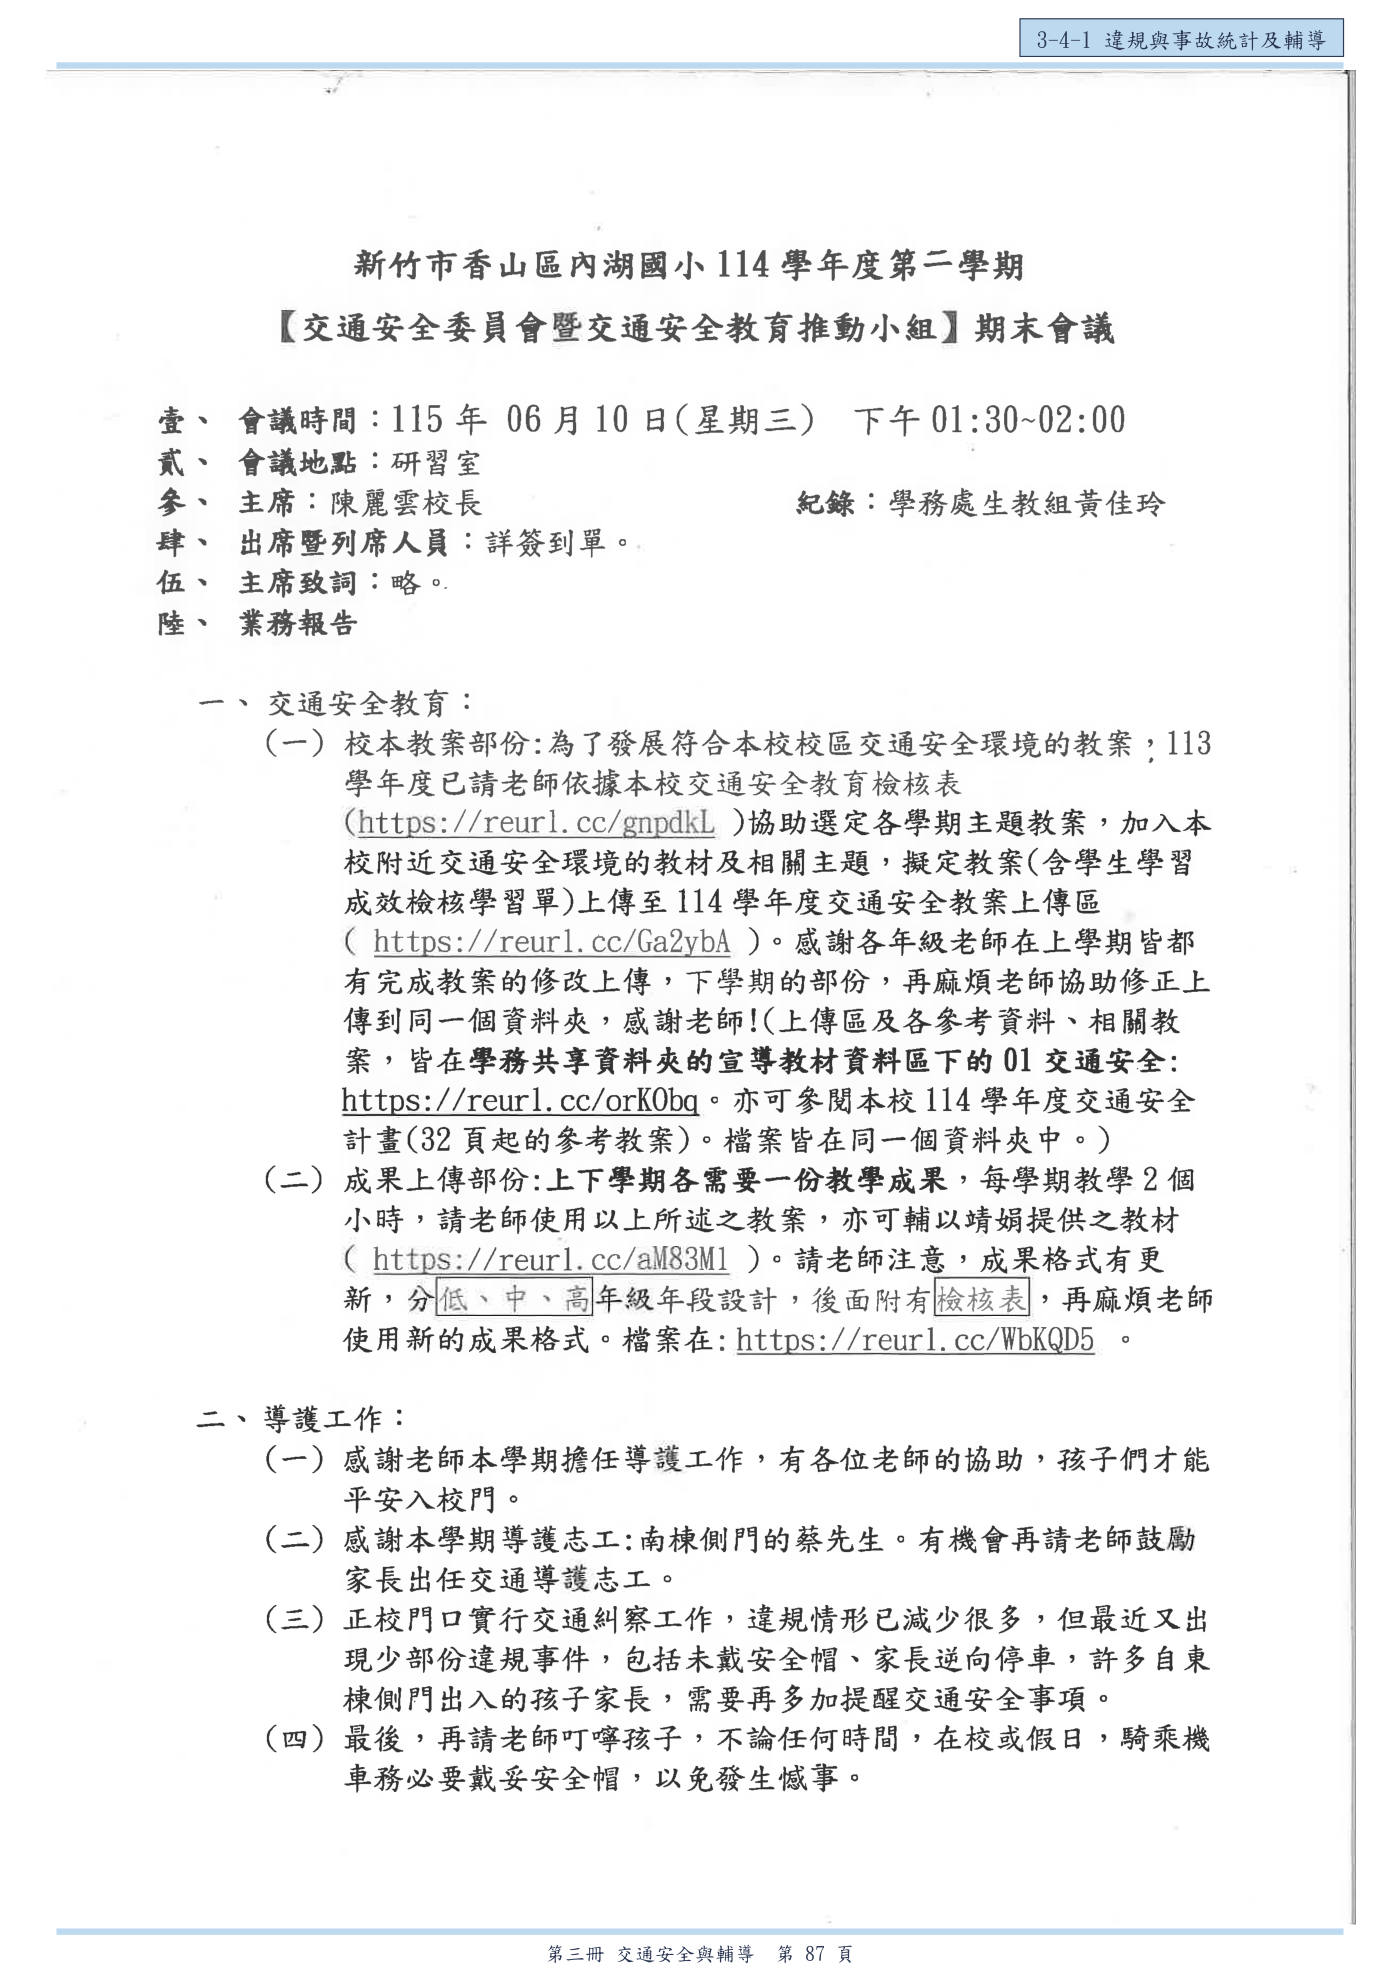 3-4-1 違規與事故統計及輔導
新竹市香山區內湖國小 114 學年度第二學期
【交通安全委員會暨交通安全教育推動小組】期末會議
壹、 會議時間：115 年 06 月 10 日(星期三) 下午 01:30~02:00
貳、 會議地點：研習室
參、 主席：陳麗雲校長 紀錄：學務處生教組黃佳玲
肆、 出席暨列席人員：詳簽到單。
伍、 主席致詞：略。
陸、 業務報告
一、 交通安全教育：
(一) 校本教案部份:為了發展符合本校校區交通安全環境的教案，113
學年度已請老師依據本校交通安全教育檢核表
(https://reurl.cc/gnpdkL )協助選定各學期主題教案，加入本
校附近交通安全環境的教材及相關主題，擬定教案(含學生學習
成效檢核學習單)上傳至 114 學年度交通安全教案上傳區
( https://reurl.cc/Ga2ybA )。感謝各年級老師在上學期皆都
有完成教案的修改上傳，下學期的部份，再麻煩老師協助修正上
傳到同一個資料夾，感謝老師!(上傳區及各參考資料、相關教
案，皆在學務共享資料夾的宣導教材資料區下的 01 交通安全:
https://reurl.cc/orKObq。亦可參閱本校 114 學年度交通安全
計畫(32 頁起的參考教案)。檔案皆在同一個資料夾中。)
(二) 成果上傳部份:上下學期各需要一份教學成果，每學期教學 2 個
小時，請老師使用以上所述之教案，亦可輔以靖娟提供之教材
( https://reurl.cc/aM83M1 )。請老師注意，成果格式有更
新，分低、中、高年級年段設計，後面附有檢核表，再麻煩老師
使用新的成果格式。檔案在: https://reurl.cc/WbKQD5 。
二、 導護工作：
(一) 感謝老師本學期擔任導護工作，有各位老師的協助，孩子們才能
平安入校門。
(二) 感謝本學期導護志工:南棟側門的蔡先生。有機會再請老師鼓勵
家長出任交通導護志工。
(三) 正校門口實行交通糾察工作，違規情形已減少很多，但最近又出
現少部份違規事件，包括未戴安全帽、家長逆向停車，許多自東
棟側門出入的孩子家長，需要再多加提醒交通安全事項。
(四) 最後，再請老師叮嚀孩子，不論任何時間，在校或假日，騎乘機
車務必要戴妥安全帽，以免發生憾事。
第三冊 交通安全與輔導 第 87 頁